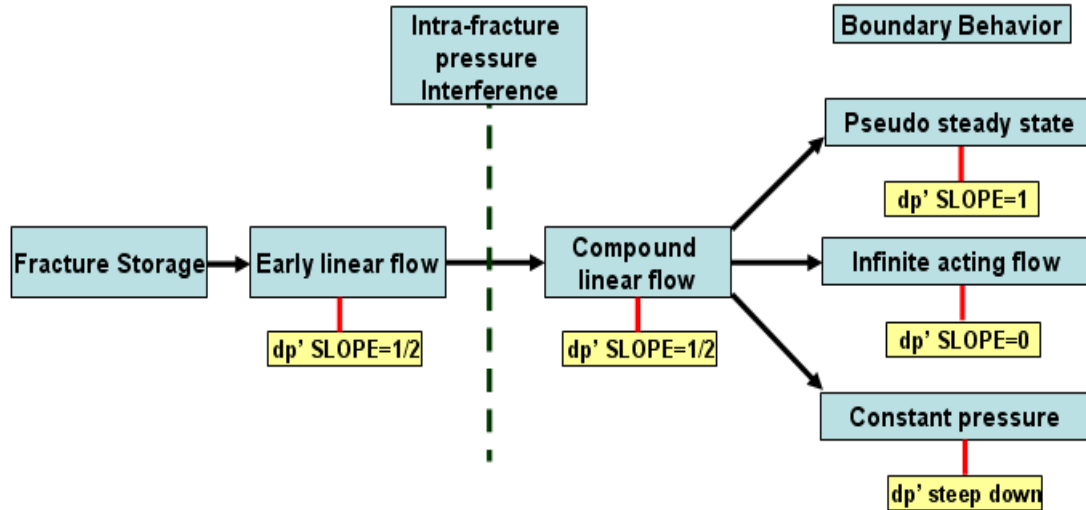 Intra-fracture
pressure
Interference
Boundary Behavior
Pseudo steady state
dp’ SLOPE=1
Fracture Storage
Early linear flow
dp’ SLOPE=1/2
Compound
linear flow
dp’ SLOPE=1/2
Infinite acting flow
dp’ SLOPE=0
Constant pressure
dp’ steep down